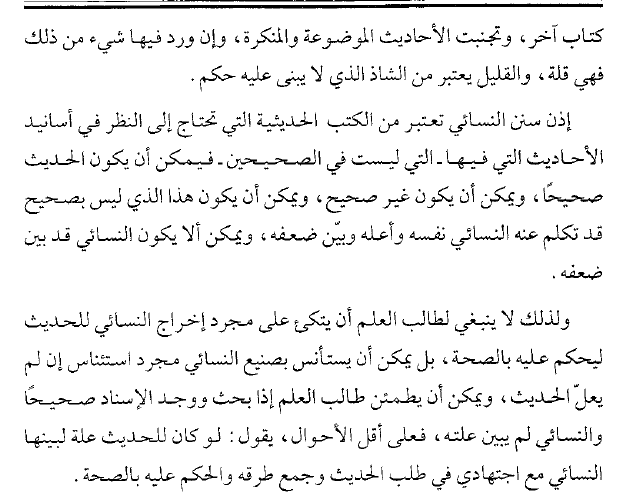 كتاب آخر، وتجنبت الأحاديث الموضوعة والمنكرة، وإن ورد فيها شيء من ذلك
فهي قلة، والقليل يعتبر من الشاذ الذي لا يبنى عليه حكم.
إذن سنن النسائي تعتبر من الكتب الحديثية التي تحتاج إلى النظر في أسانيد
الأحاديث التي فيها ـ التي ليست في الصحيحين ـ فيمكن أن يكون الحديث
صحيحًا، ويمكن أن يكون غير صحيح، ويمكن أن يكون هذا الذي ليس بصحيح
قد تكلم عنه النسائي نفسه وأعله وبيّن ضعفه، ويمكن ألا يكون النسائي قد بين
ضعفه.
ولذلك لا ينبغي لطالب العلم أن يتكئ على مجرد إخراج النسائي للحديث
ليحكم عليه بالصحة، بل يمكن أن يستأنس بصنيع النسائي مجرد استئناس إن لم
يعلّ الحديث، ويمكن أن يطمئن طالب العلم إذا بحث ووجد الإسناد صحيحًا
والنسائي لم يبين علته، فعلى أقل الأحوال، يقول: لو كان للحديث علة لبينها
النسائي مع اجتهادي في طلب الحديث وجمع طرقه والحكم عليه بالصحة.